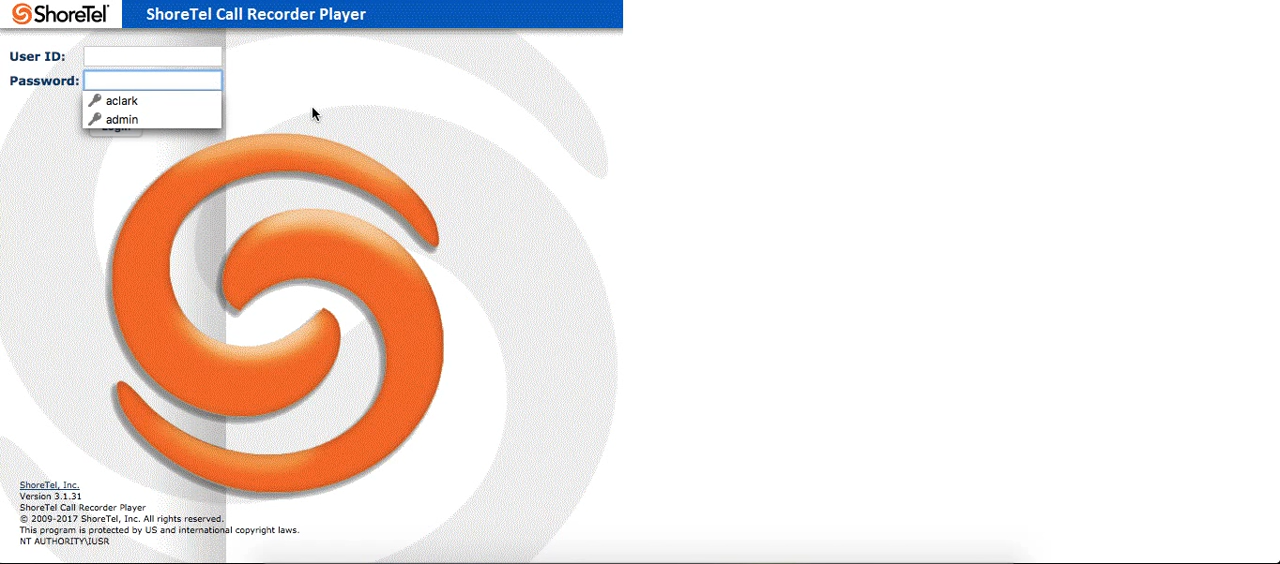 ShoreTel
ShoreTel Call Recorder Player
User ID:
Password:
aclark
admin
Login
ShoreTel, Inc.
Version 3.1.31
ShoreTel Call Recorder Player
© 2009-2017 ShoreTel, Inc. All rights reserved.
This program is protected by US and international copyright laws.
NT AUTHORITY\IUSR